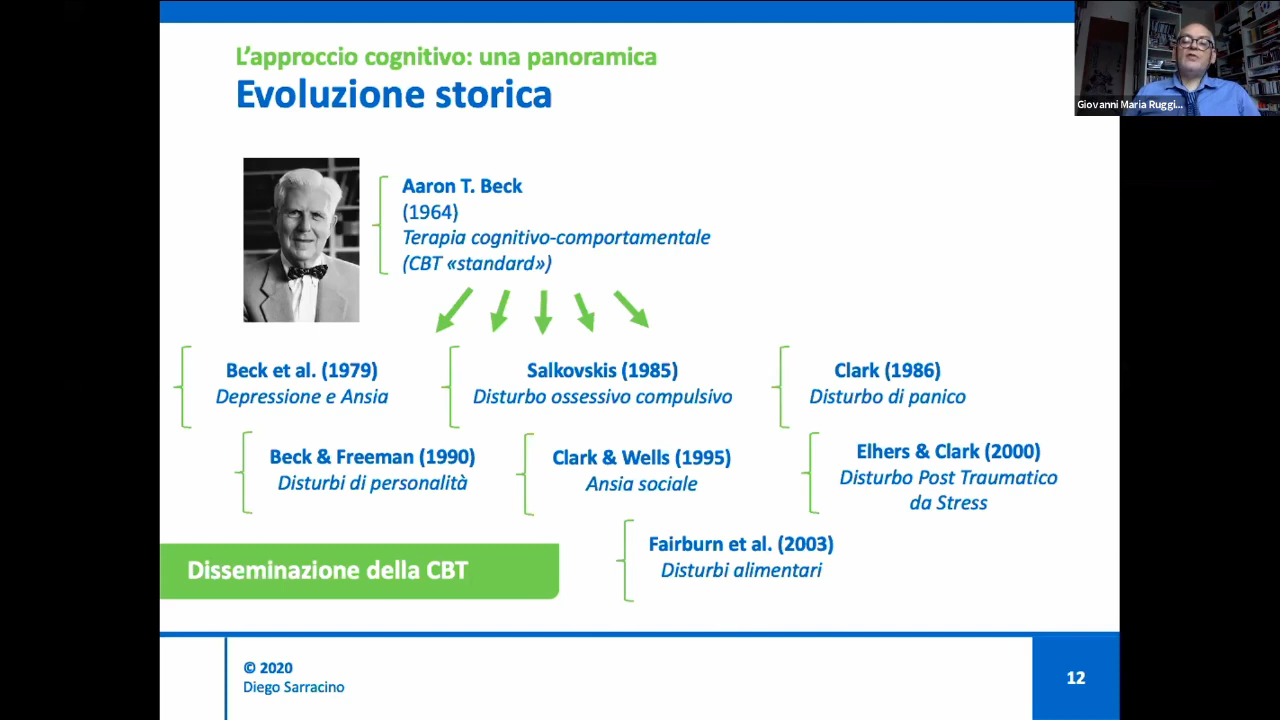 L'approccio cognitivo: una panoramica
Evoluzione storica
Giovanni Maria Ruggi...
Aaron T. Beck
(1964)
Terapia cognitivo-comportamentale
(CBT «standard»)
Beck et al. (1979)
Depressione e Ansia
Salkovskis (1985)
Disturbo ossessivo compulsivo
Clark (1986)
Disturbo di panico
Beck & Freeman (1990)
Disturbi di personalità
Clark & Wells (1995)
Ansia sociale
Elhers & Clark (2000)
Disturbo Post Traumatico
da Stress
Fairburn et al. (2003)
Disturbi alimentari
Disseminazione della CBT
© 2020
Diego Sarracino
12